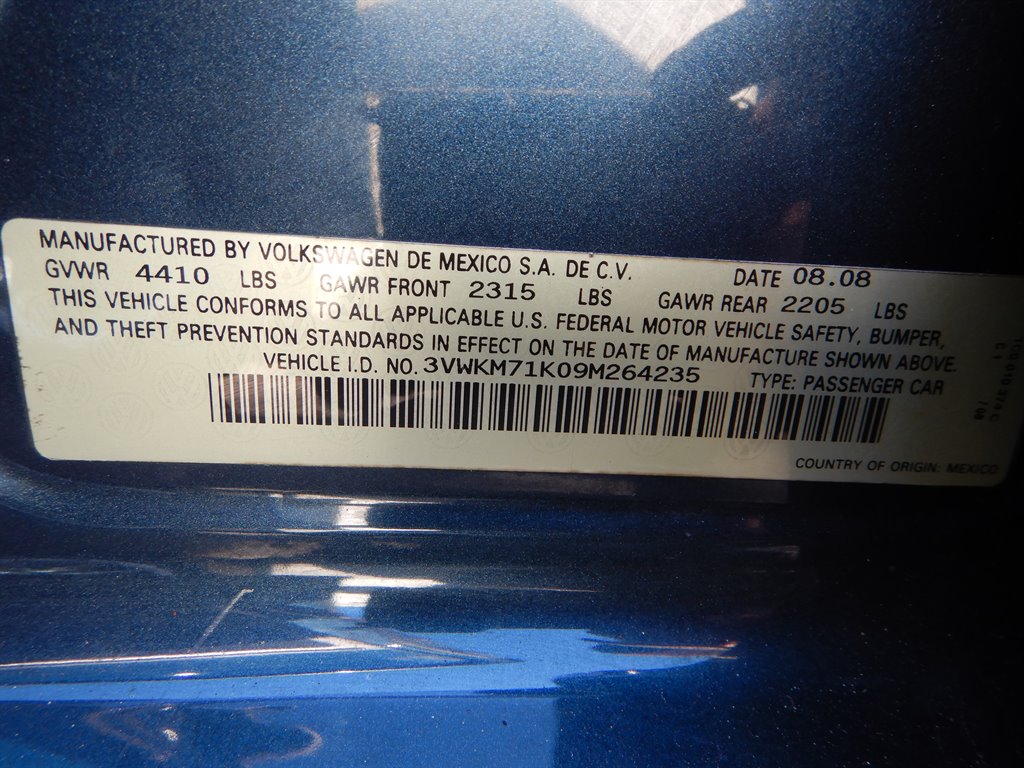 MANUFACTURED BY VOLKSWAGEN DE MEXICO S.A. DE C.V. DATE 08.08
GVWR 4410 LBS GAWR FRONT 2315 LBS GAWR REAR 2205 LBS
THIS VEHICLE CONFORMS TO ALL APPLICABLE U.S. FEDERAL MOTOR VEHICLE SAFETY, BUMPER,
AND THEFT PREVENTION STANDARDS IN EFFECT ON THE DATE OF MANUFACTURE SHOWN ABOVE.
VEHICLE I.D. NO. 3VWKM71K09M264235 TYPE: PASSENGER CAR
COUNTRY OF ORIGIN: MEXICO